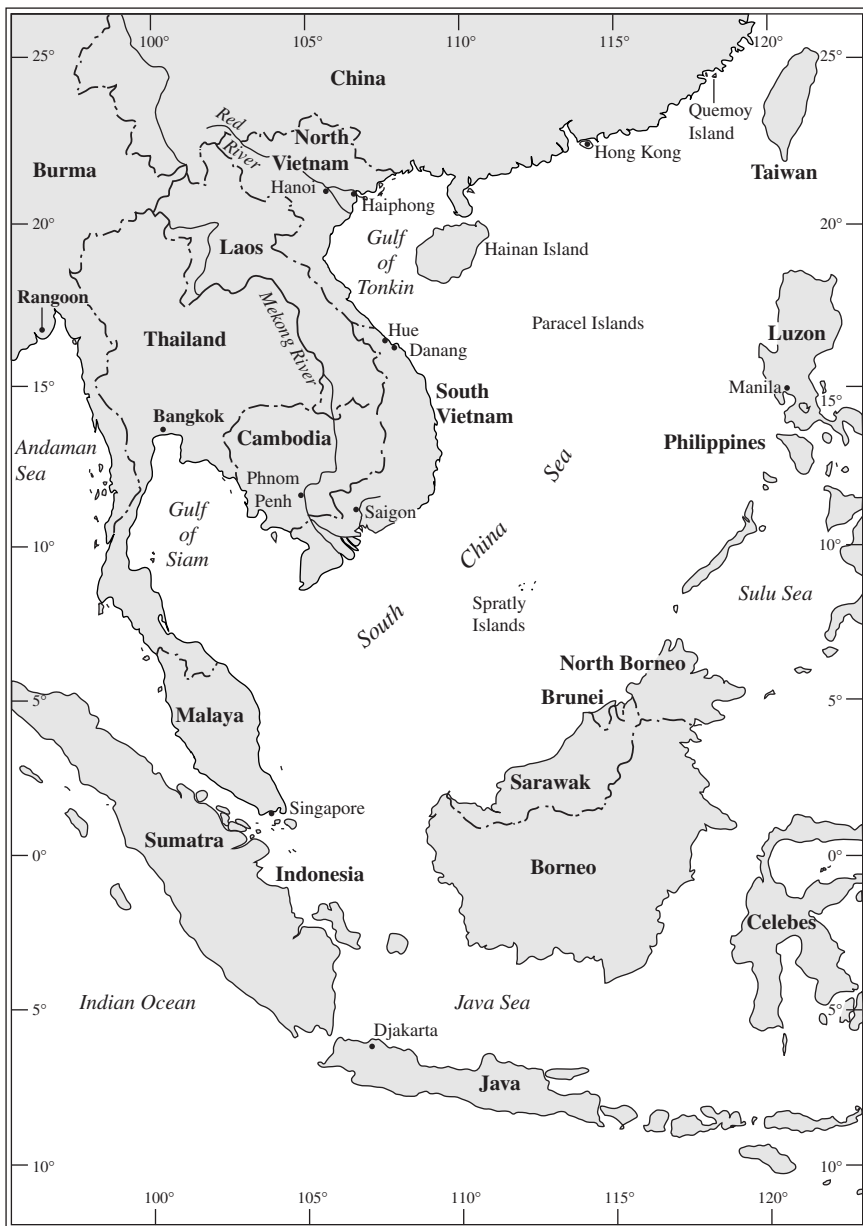 100° 105° 110° 115° 120°
25° 25°
China
Red
River
North
Vietnam
Quemoy
Island
Hong Kong
Taiwan
Burma
Hanoi
Haiphong
20° 20°
Laos
Gulf
of
Tonkin
Hainan Island
Rangoon
Thailand
Mekong River
Hue
Danang
Paracel Islands
Luzon
15° 15°
Manila
South
Vietnam
Bangkok
Cambodia
Philippines
Andaman
Sea
Phnom
Penh
Saigon
Gulf
of
Siam
South China Sea
10° 10°
Spratly
Islands
Sulu Sea
North Borneo
Brunei
5° 5°
Malaya
Sarawak
Singapore
Sumatra
0° 0°
Indonesia
Borneo
Celebes
Indian Ocean
Java Sea
5° 5°
Djakarta
Java
10° 10°
100° 105° 110° 115° 120°